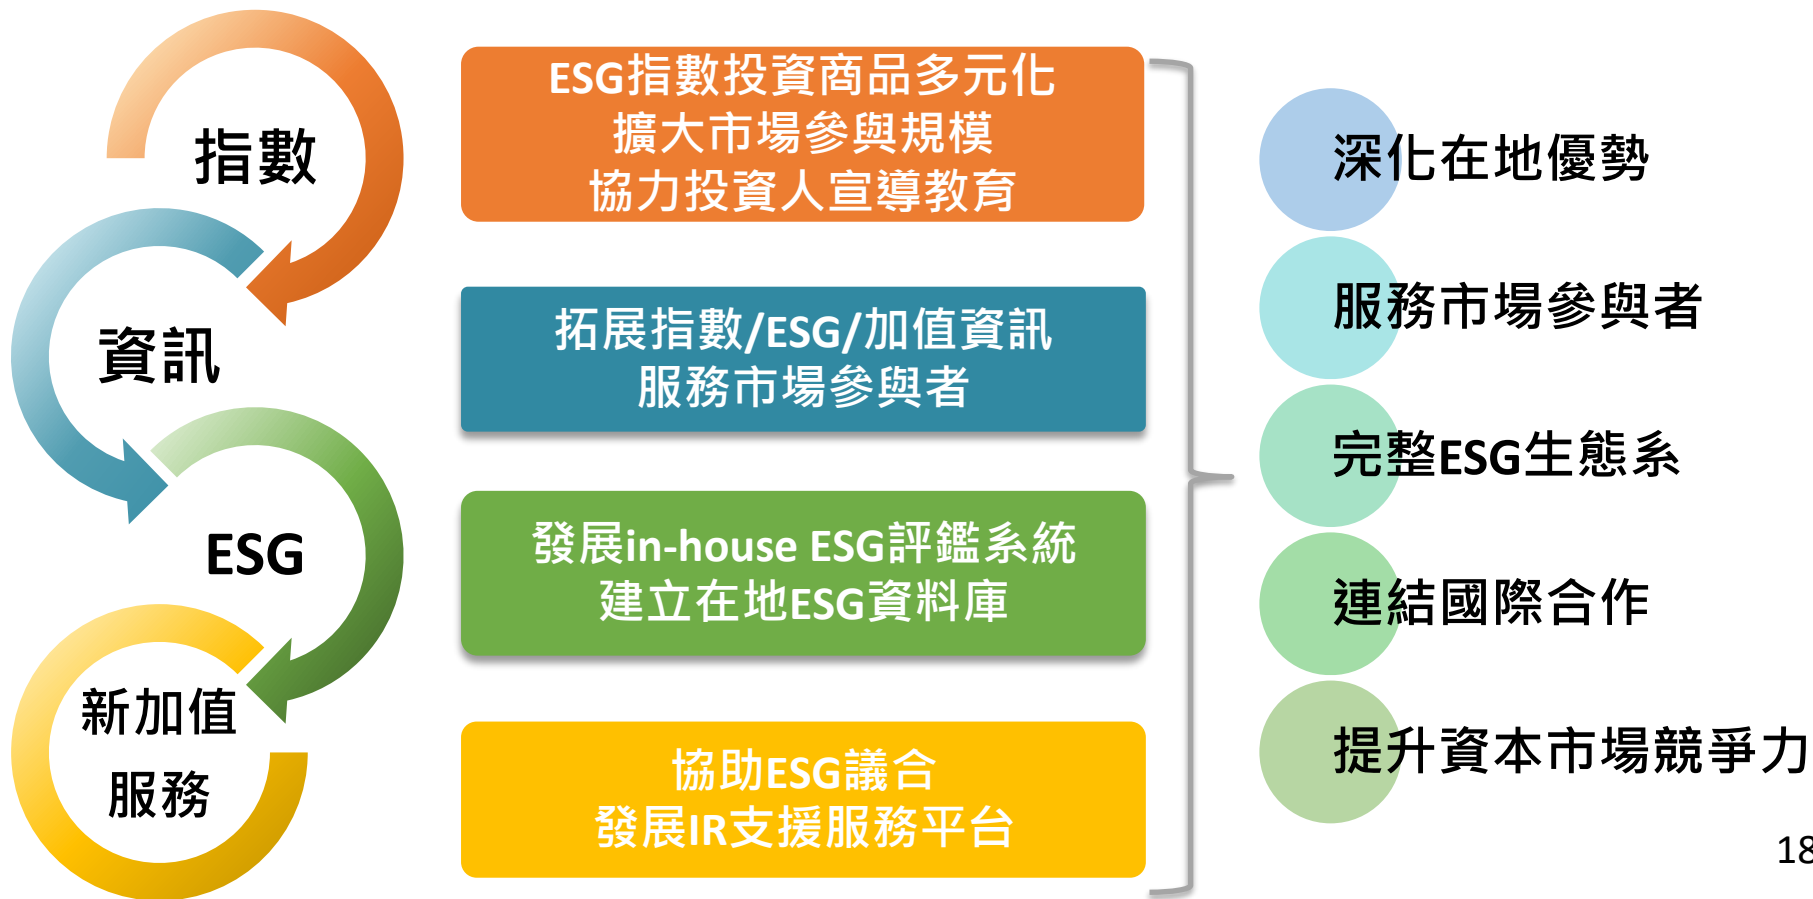 指數
ESG指數投資商品多元化
擴大市場參與規模
協力投資人宣導教育
資訊
拓展指數/ESG/加值資訊
服務市場參與者
ESG
發展in-house ESG評鑑系統
建立在地ESG資料庫
新加值
服務
協助ESG議合
發展IR支援服務平台
深化在地優勢
服務市場參與者
完整ESG生態系
連結國際合作
提升資本市場競爭力
18